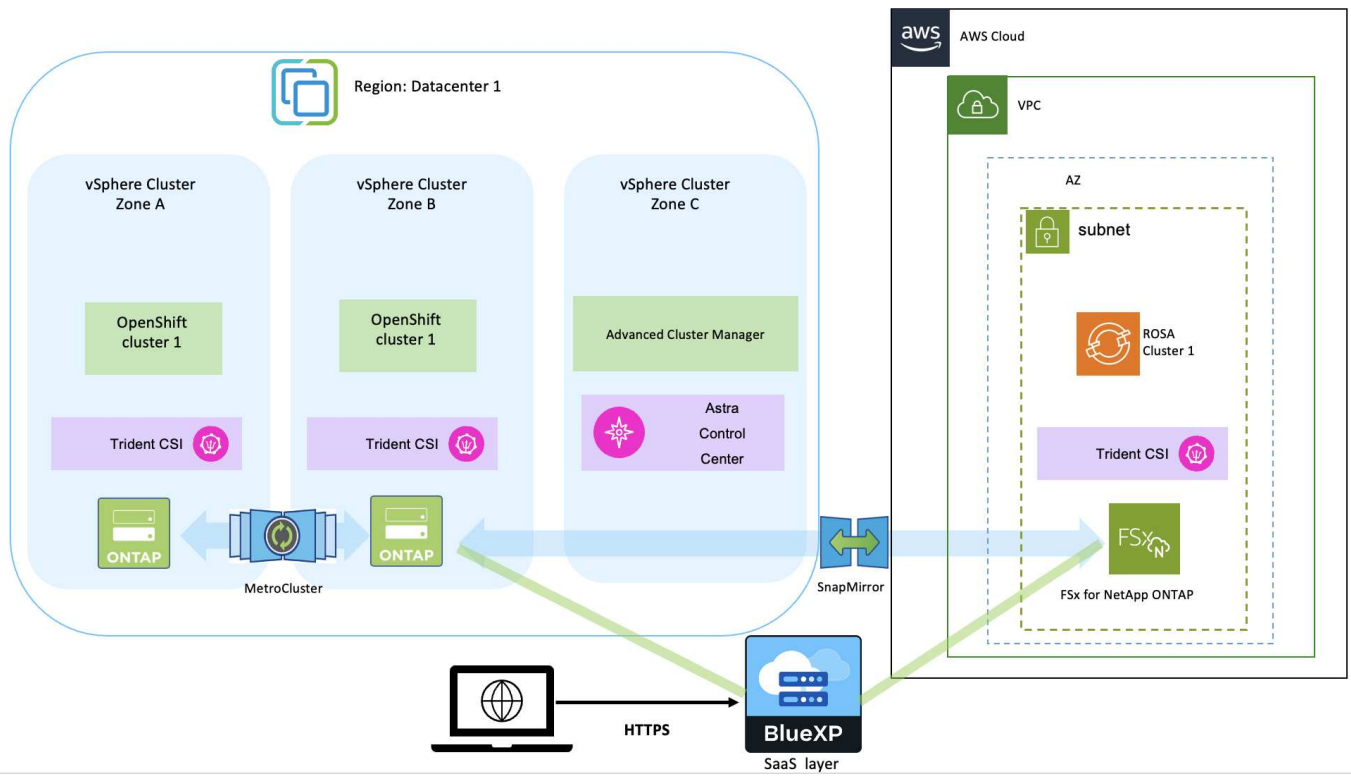 aws
AWS Cloud
Region: Datacenter 1
VPC
vSphere Cluster
Zone A
vSphere Cluster
Zone B
vSphere Cluster
Zone C
AZ
subnet
OpenShift
cluster 1
OpenShift
cluster 1
Advanced Cluster Manager
ROSA
Cluster 1
Trident CSI
Trident CSI
Astra
Control
Center
Trident CSI
ONTAP
ONTAP
FSx
N
MetroCluster
SnapMirror
FSx for NetApp ONTAP
HTTPS
BlueXP
SaaS layer